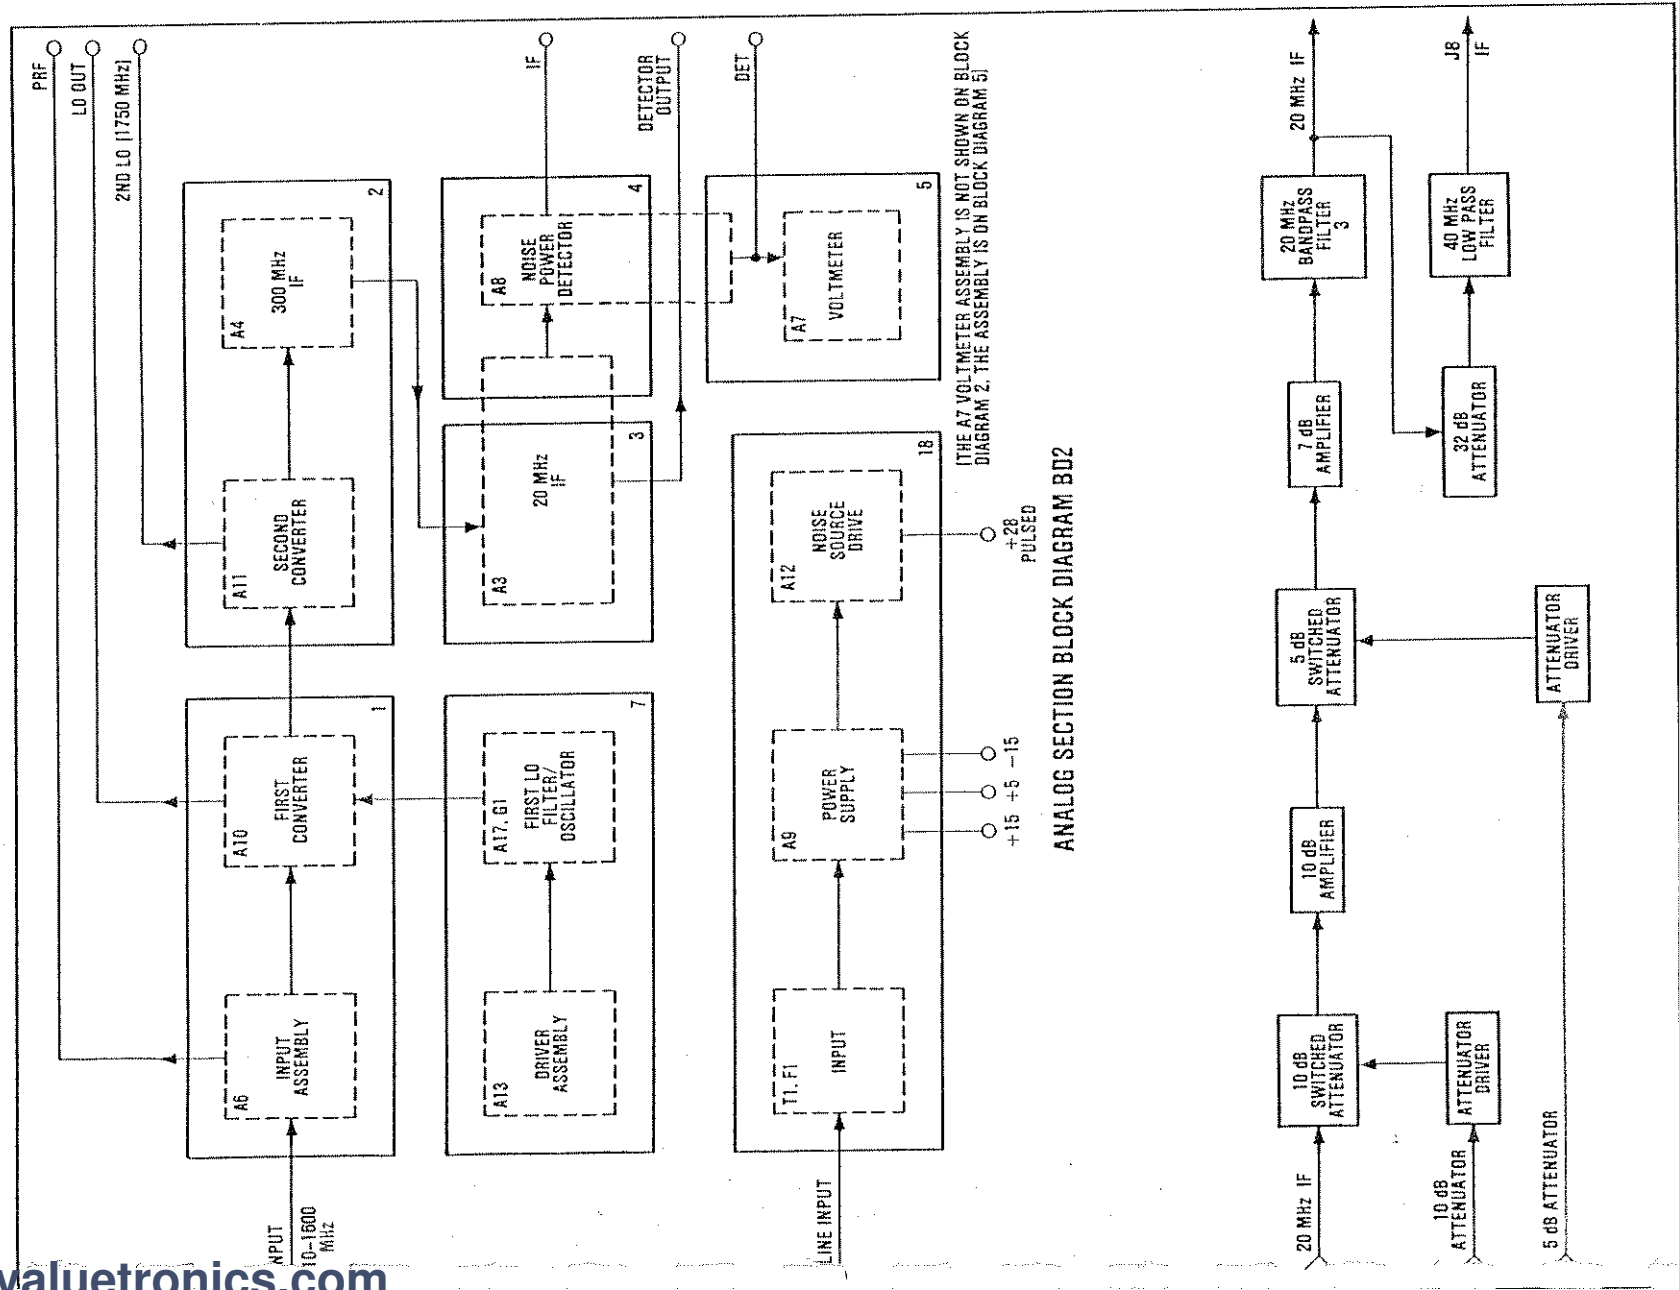 PRF
LO OUT
2ND LO [1750 MHz]
INPUT
10-1600
MHz
A6
INPUT
ASSEMBLY
A10
FIRST
CONVERTER
1
A11
SECOND
CONVERTER
A4
300 MHz
IF
2
A13
DRIVER
ASSEMBLY
A17, G1
FIRST LO
FILTER/
OSCILLATOR
7
A3
20 MHz
IF
3
A8
NOISE
POWER
DETECTOR
4
IF
DETECTOR
OUTPUT
LINE INPUT
T1, F1
INPUT
A9
POWER
SUPPLY
A12
NOISE
SOURCE
DRIVE
18
A7
VOLTMETER
5
DET
+15
+5
-15
+28
PULSED
[THE A7 VOLTMETER ASSEMBLY IS NOT SHOWN ON BLOCK
DIAGRAM 2. THE ASSEMBLY IS ON BLOCK DIAGRAM 5]
ANALOG SECTION BLOCK DIAGRAM BD2
20 MHz IF
10 dB
SWITCHED
ATTENUATOR
10 dB
AMPLIFIER
5 dB
SWITCHED
ATTENUATOR
7 dB
AMPLIFIER
20 MHz
BANDPASS
FILTER
3
20 MHz IF
10 dB
ATTENUATOR
ATTENUATOR
DRIVER
32 dB
ATTENUATOR
40 MHz
LOW PASS
FILTER
J8
IF
5 dB ATTENUATOR
ATTENUATOR
DRIVER
valuetronics.com